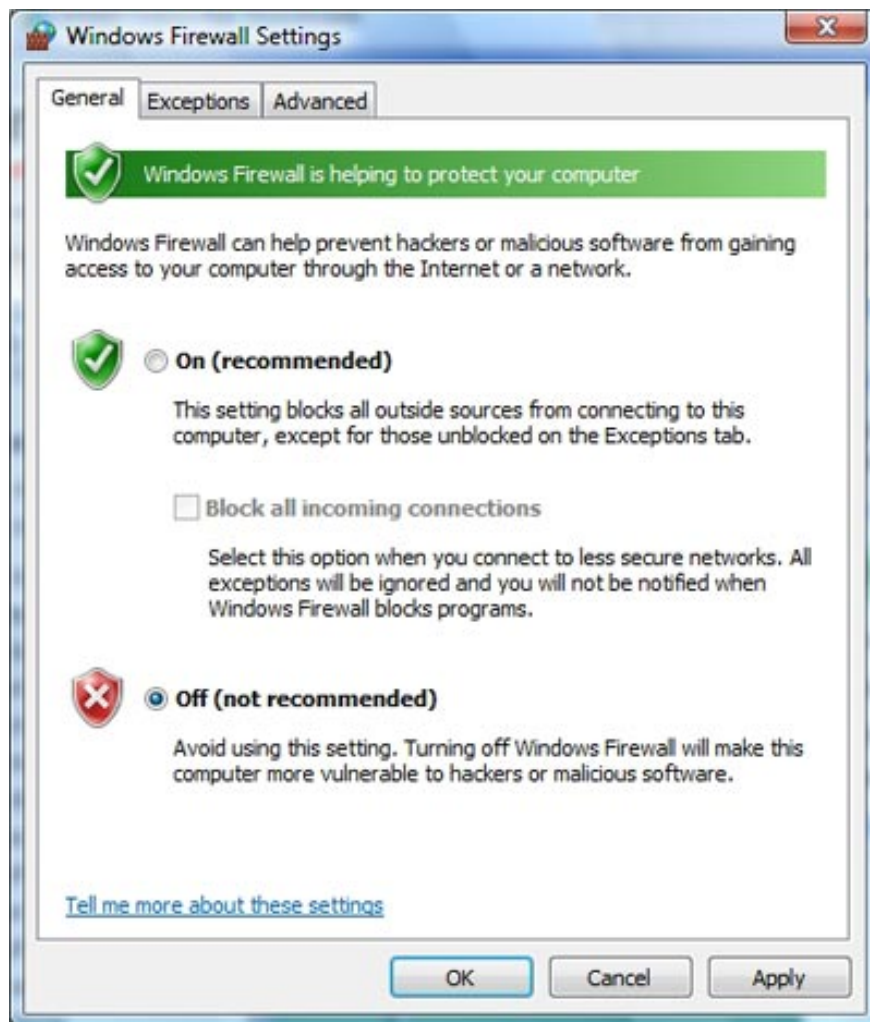 Windows Firewall Settings
General
Exceptions
Advanced
Windows Firewall is helping to protect your computer
Windows Firewall can help prevent hackers or malicious software from gaining
access to your computer through the Internet or a network.
On (recommended)
This setting blocks all outside sources from connecting to this
computer, except for those unblocked on the Exceptions tab.
Block all incoming connections
Select this option when you connect to less secure networks. All
exceptions will be ignored and you will not be notified when
Windows Firewall blocks programs.
Off (not recommended)
Avoid using this setting. Turning off Windows Firewall will make this
computer more vulnerable to hackers or malicious software.
Tell me more about these settings
OK
Cancel
Apply